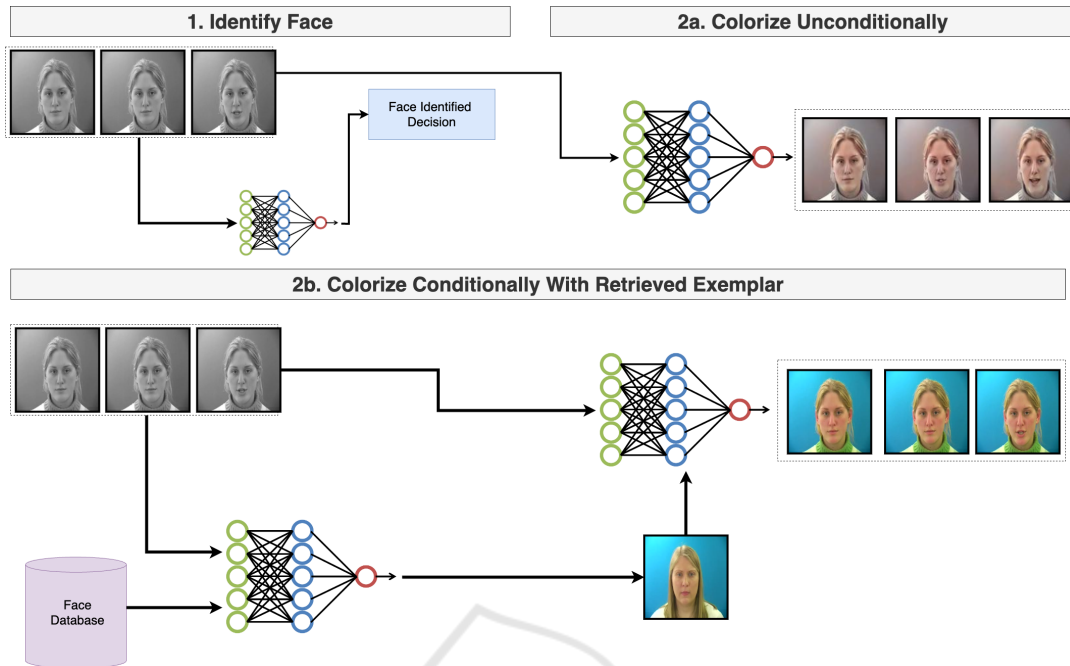 1. Identify Face
2a. Colorize Unconditionally
Face Identified
Decision
2b. Colorize Conditionally With Retrieved Exemplar
Face
Database